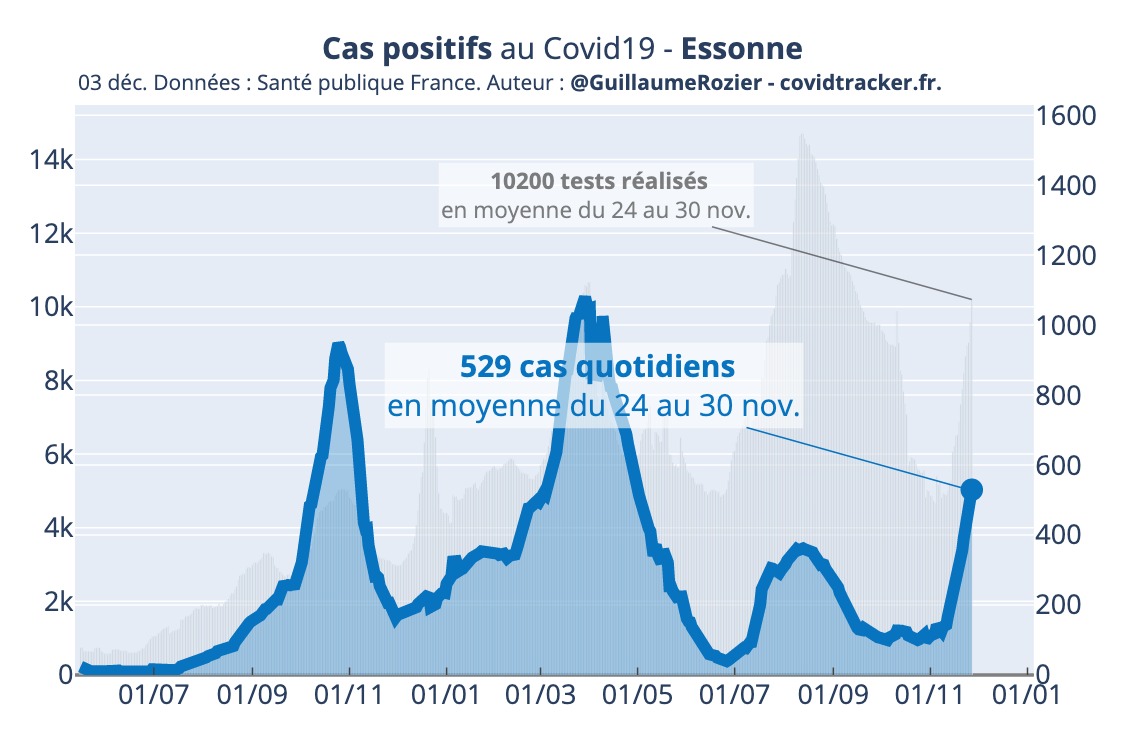 Cas positifs au Covid19 - Essonne
03 déc. Données : Santé publique France. Auteur : @GuillaumeRozier - covidtracker.fr.
1600
14k
10200 tests réalisés
1400
en moyenne du 24 au 30 nov.
12k
1200
10k
1000
529 cas quotidiens
8k
800
en moyenne du 24 au 30 nov.
6k
600
4k
400
2k
200
0
0
01/07 01/09 01/11 01/01 01/03 01/05 01/07 01/09 01/11 01/01